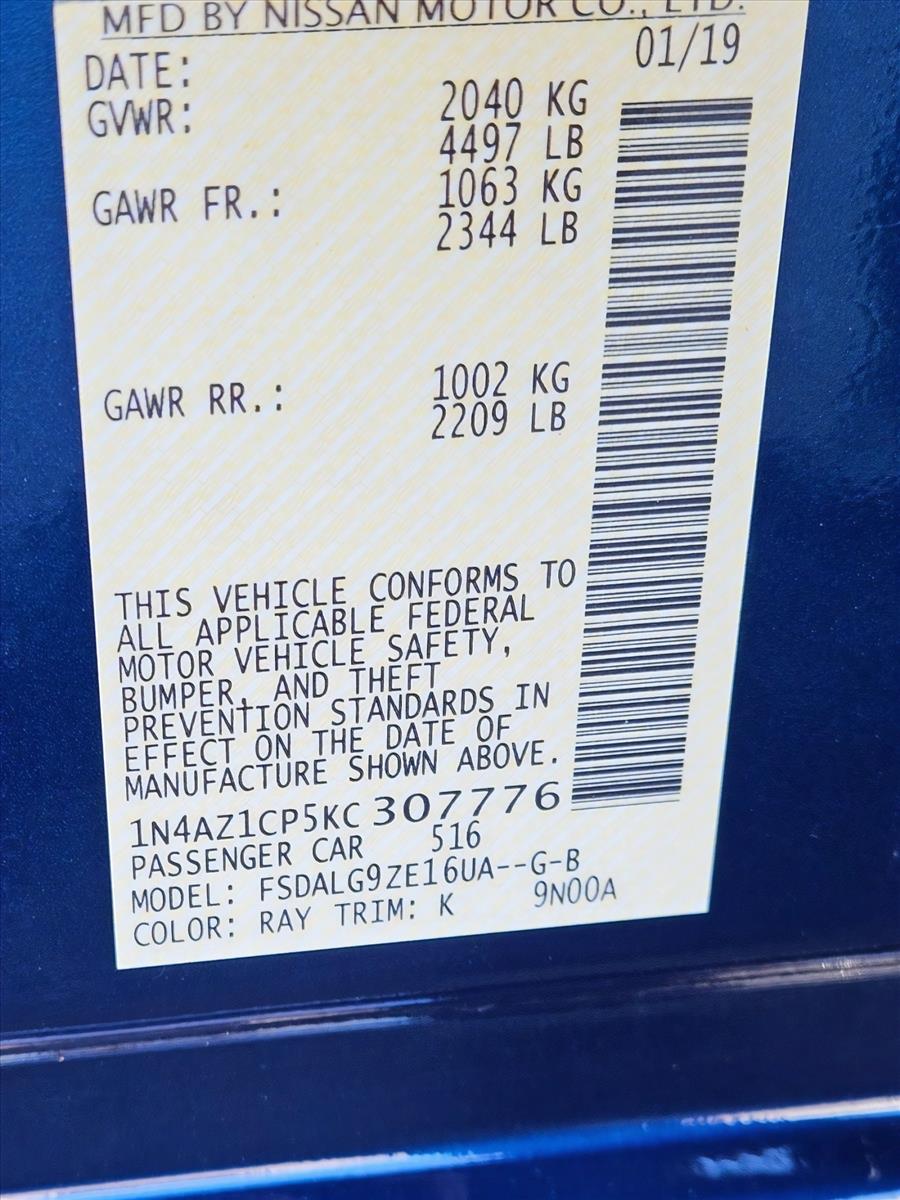 MFD BY NISSAN MOTOR CO., LTD.
DATE: 01/19
GVWR: 2040 KG
4497 LB
GAWR FR.: 1063 KG
2344 LB
GAWR RR.: 1002 KG
2209 LB
THIS VEHICLE CONFORMS TO
ALL APPLICABLE FEDERAL
MOTOR VEHICLE SAFETY,
BUMPER, AND THEFT
PREVENTION STANDARDS IN
EFFECT ON THE DATE OF
MANUFACTURE SHOWN ABOVE.
1N4AZ1CP5KC307776
PASSENGER CAR 516
MODEL: FSDALG9ZE16UA--G-B
COLOR: RAY TRIM: K 9N00A